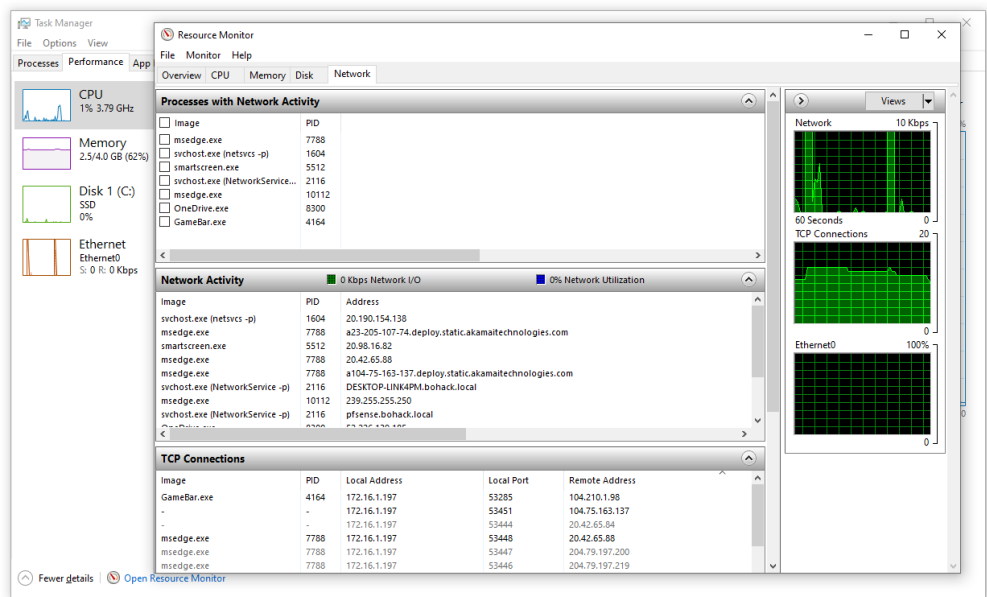 Task Manager
File Options View
Processes Performance App
CPU
1% 3.79 GHz
Memory
2.5/4.0 GB (62%)
Disk 1 (C:)
SSD
0%
Ethernet
Ethernet0
S: 0 R: 0 Kbps
Fewer details Open Resource Monitor
Resource Monitor
File Monitor Help
Overview CPU Memory Disk Network
Processes with Network Activity
Image PID
msedge.exe 7788
svchost.exe (netsvcs -p) 1604
smartscreen.exe 5512
svchost.exe (NetworkService... 2116
msedge.exe 10112
OneDrive.exe 8300
GameBar.exe 4164
Network Activity 0 Kbps Network I/O 0% Network Utilization
Image PID Address
svchost.exe (netsvcs -p) 1604 20.190.154.138
msedge.exe 7788 a23-205-107-74.deploy.static.akamaitechnologies.com
smartscreen.exe 5512 20.98.16.82
msedge.exe 7788 20.42.65.88
msedge.exe 7788 a104-75-163-137.deploy.static.akamaitechnologies.com
svchost.exe (NetworkService -p) 2116 DESKTOP-LINK4PM.bohack.local
msedge.exe 10112 239.255.255.250
svchost.exe (NetworkService -p) 2116 pfsense.bohack.local
TCP Connections
Image PID Local Address Local Port Remote Address
GameBar.exe 4164 172.16.1.197 53285 104.210.1.98
- - 172.16.1.197 53451 104.75.163.137
- - 172.16.1.197 53444 20.42.65.84
msedge.exe 7788 172.16.1.197 53448 20.42.65.88
msedge.exe 7788 172.16.1.197 53447 204.79.197.200
msedge.exe 7788 172.16.1.197 53446 204.79.197.219
Views
Network 10 Kbps
60 Seconds 0
TCP Connections 20
0
Ethernet0 100%
0
%
0